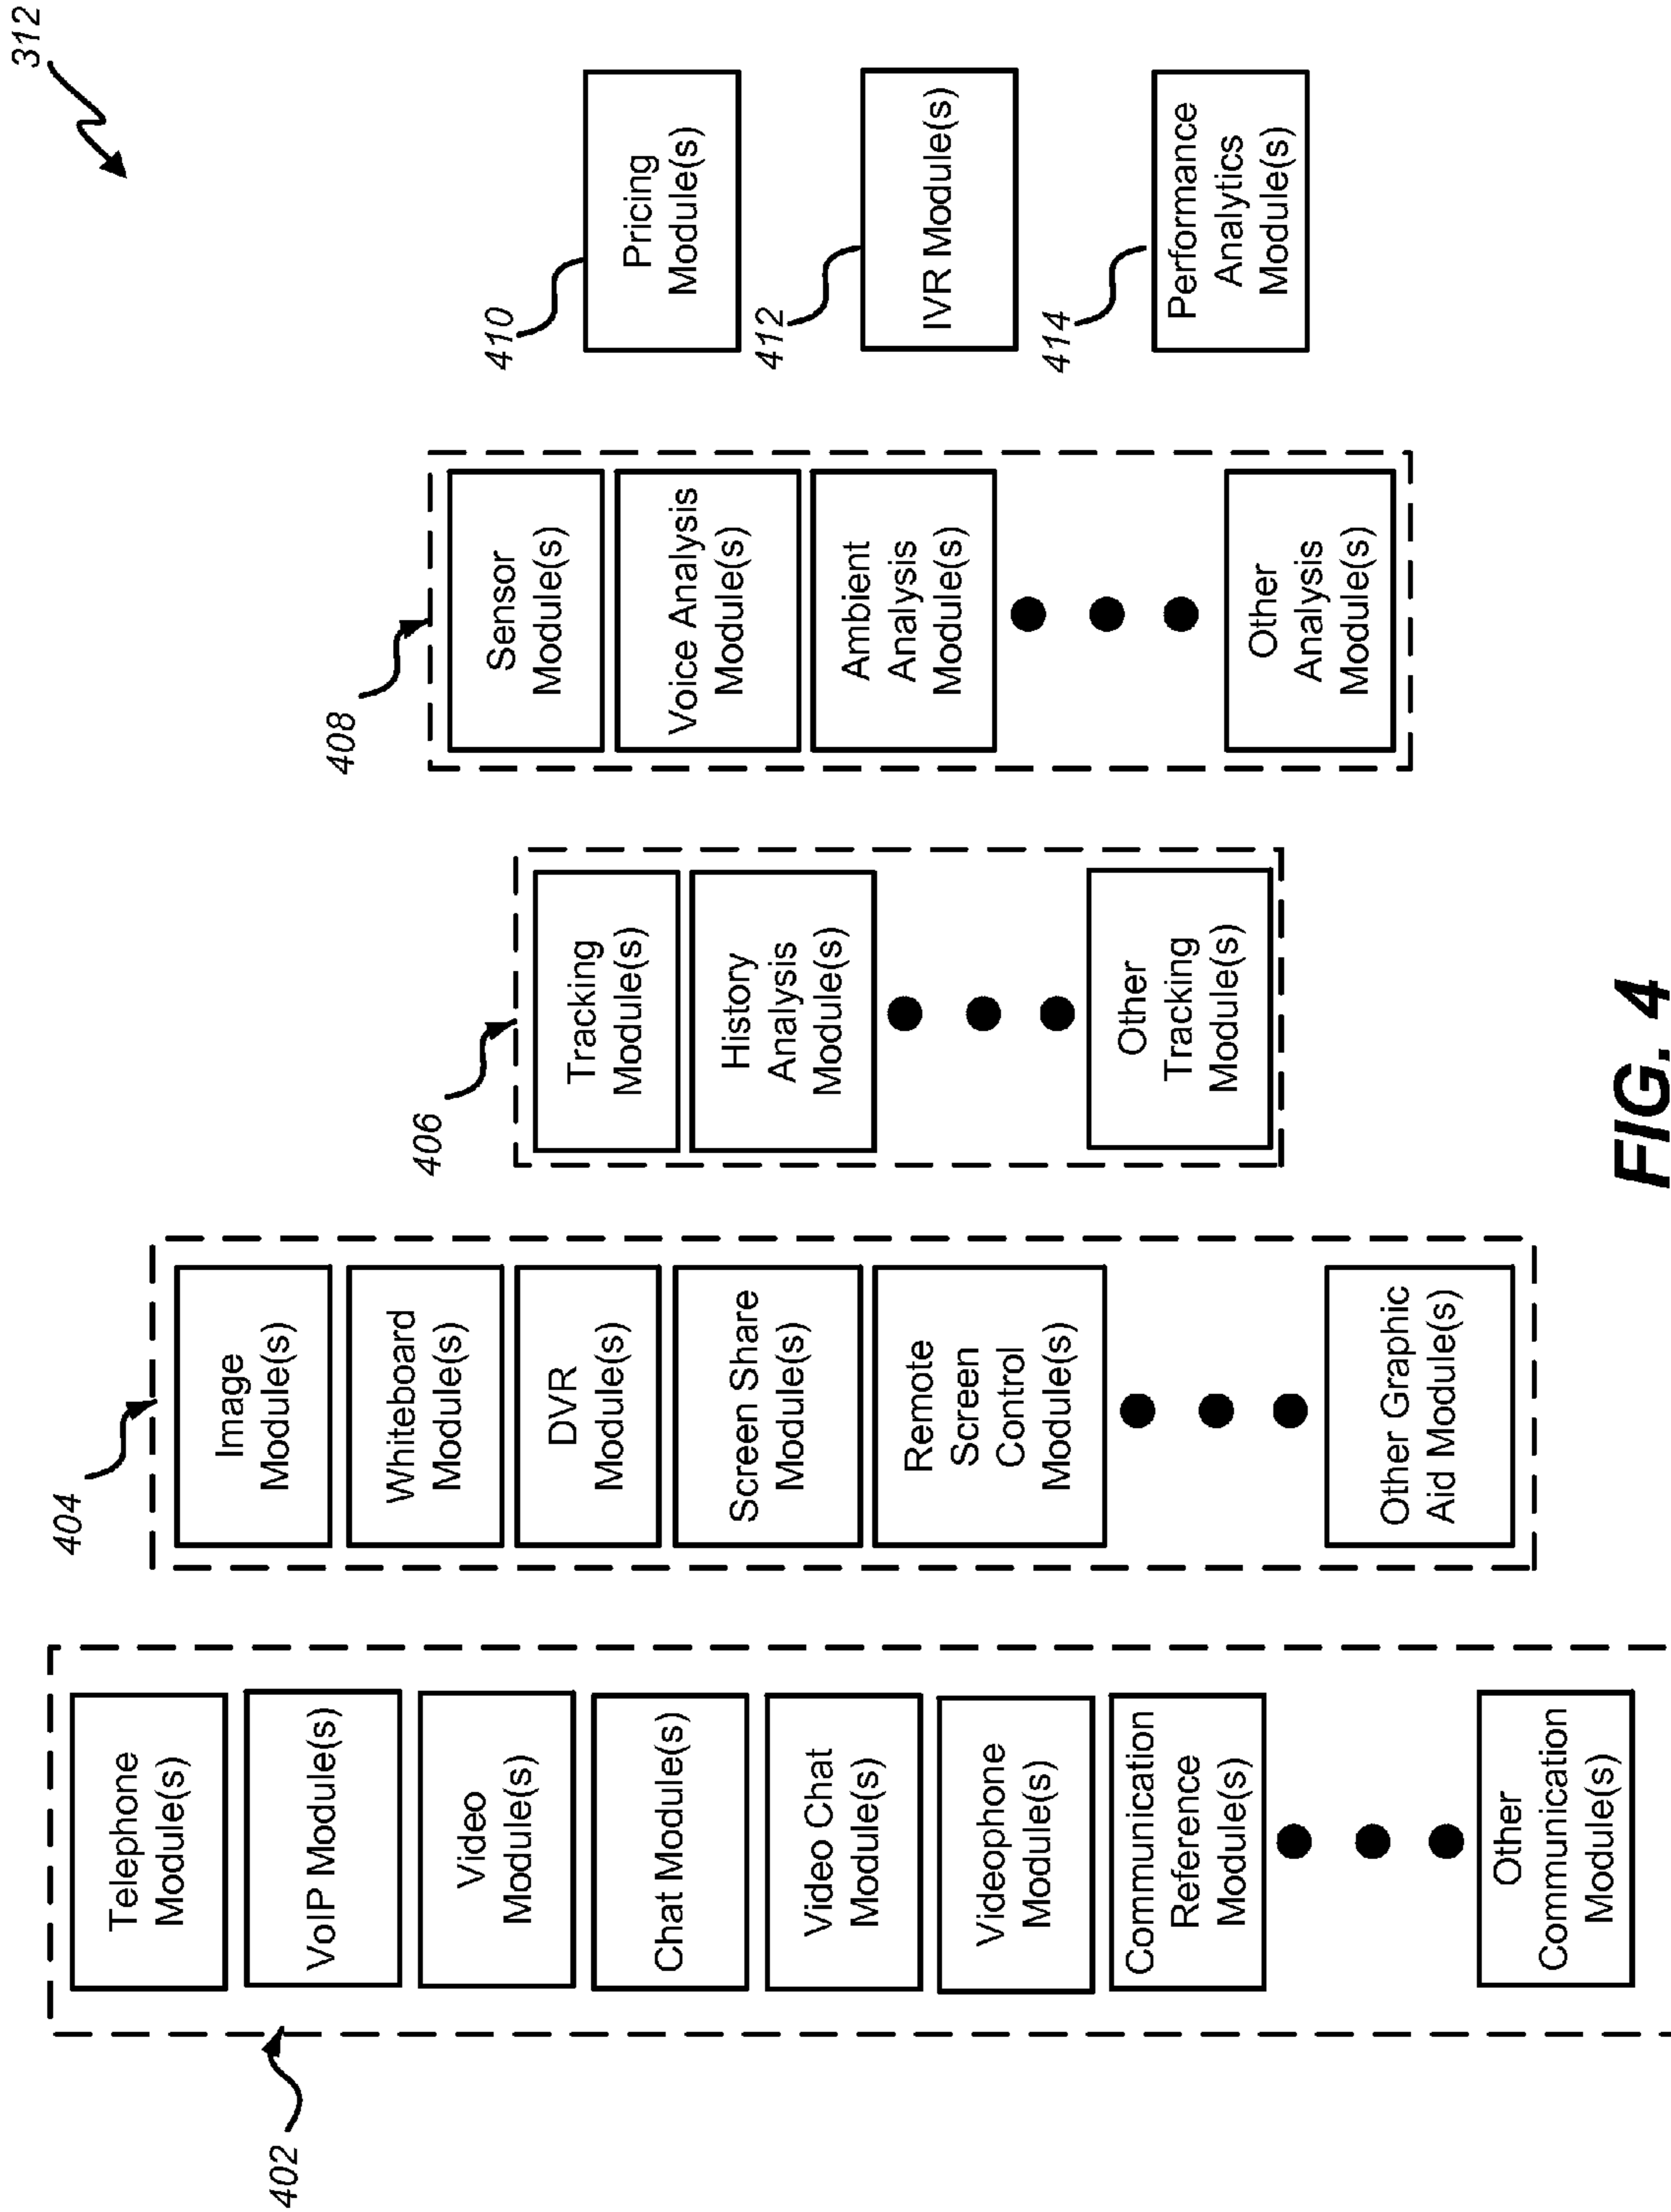 312
402
Telephone
Module(s)
VoIP Module(s)
Video
Module(s)
Chat Module(s)
Video Chat
Module(s)
Videophone
Module(s)
Communication
Reference
Module(s)
Other
Communication
Module(s)
404
Image
Module(s)
Whiteboard
Module(s)
DVR
Module(s)
Screen Share
Module(s)
Remote
Screen
Control
Module(s)
Other Graphic
Aid Module(s)
406
Tracking
Module(s)
History
Analysis
Module(s)
Other
Tracking
Module(s)
408
Sensor
Module(s)
Voice Analysis
Module(s)
Ambient
Analysis
Module(s)
Other
Analysis
Module(s)
410
Pricing
Module(s)
412
IVR Module(s)
414
Performance
Analytics
Module(s)
FIG. 4